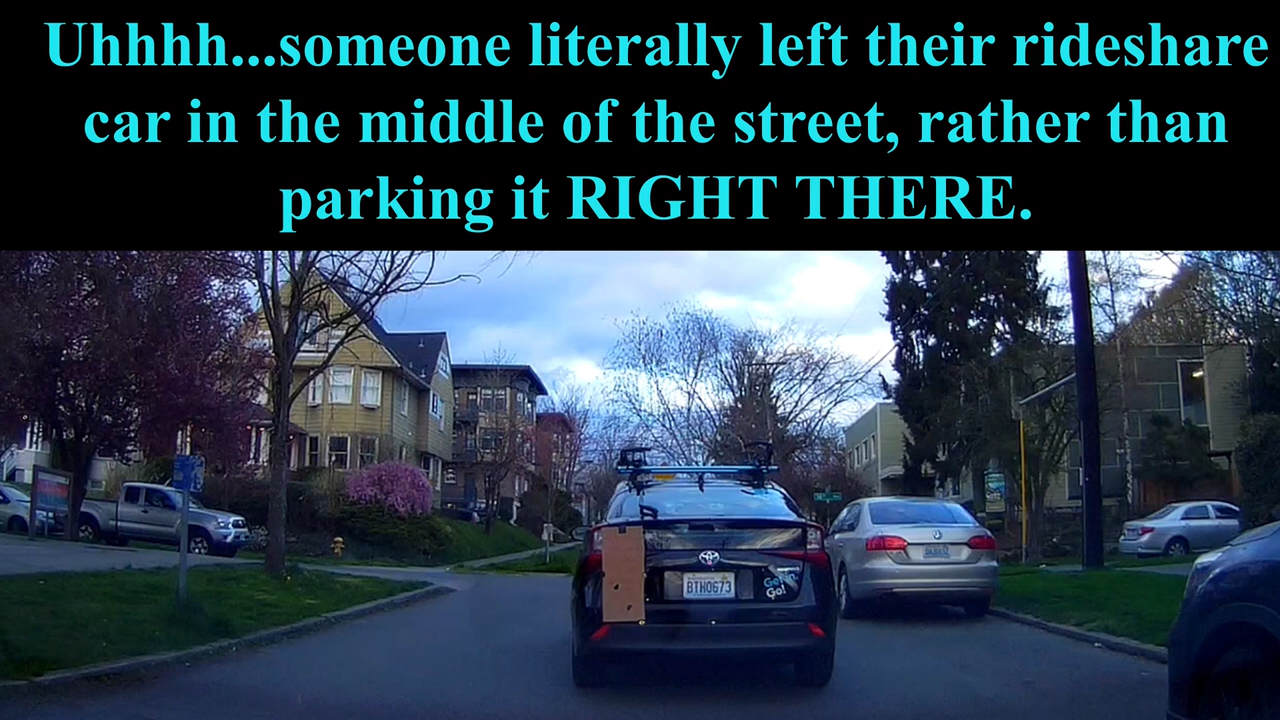 Uhhhh...someone literally left their rideshare
car in the middle of the street, rather than
parking it RIGHT THERE.
BTH0673
Get in.
Go!